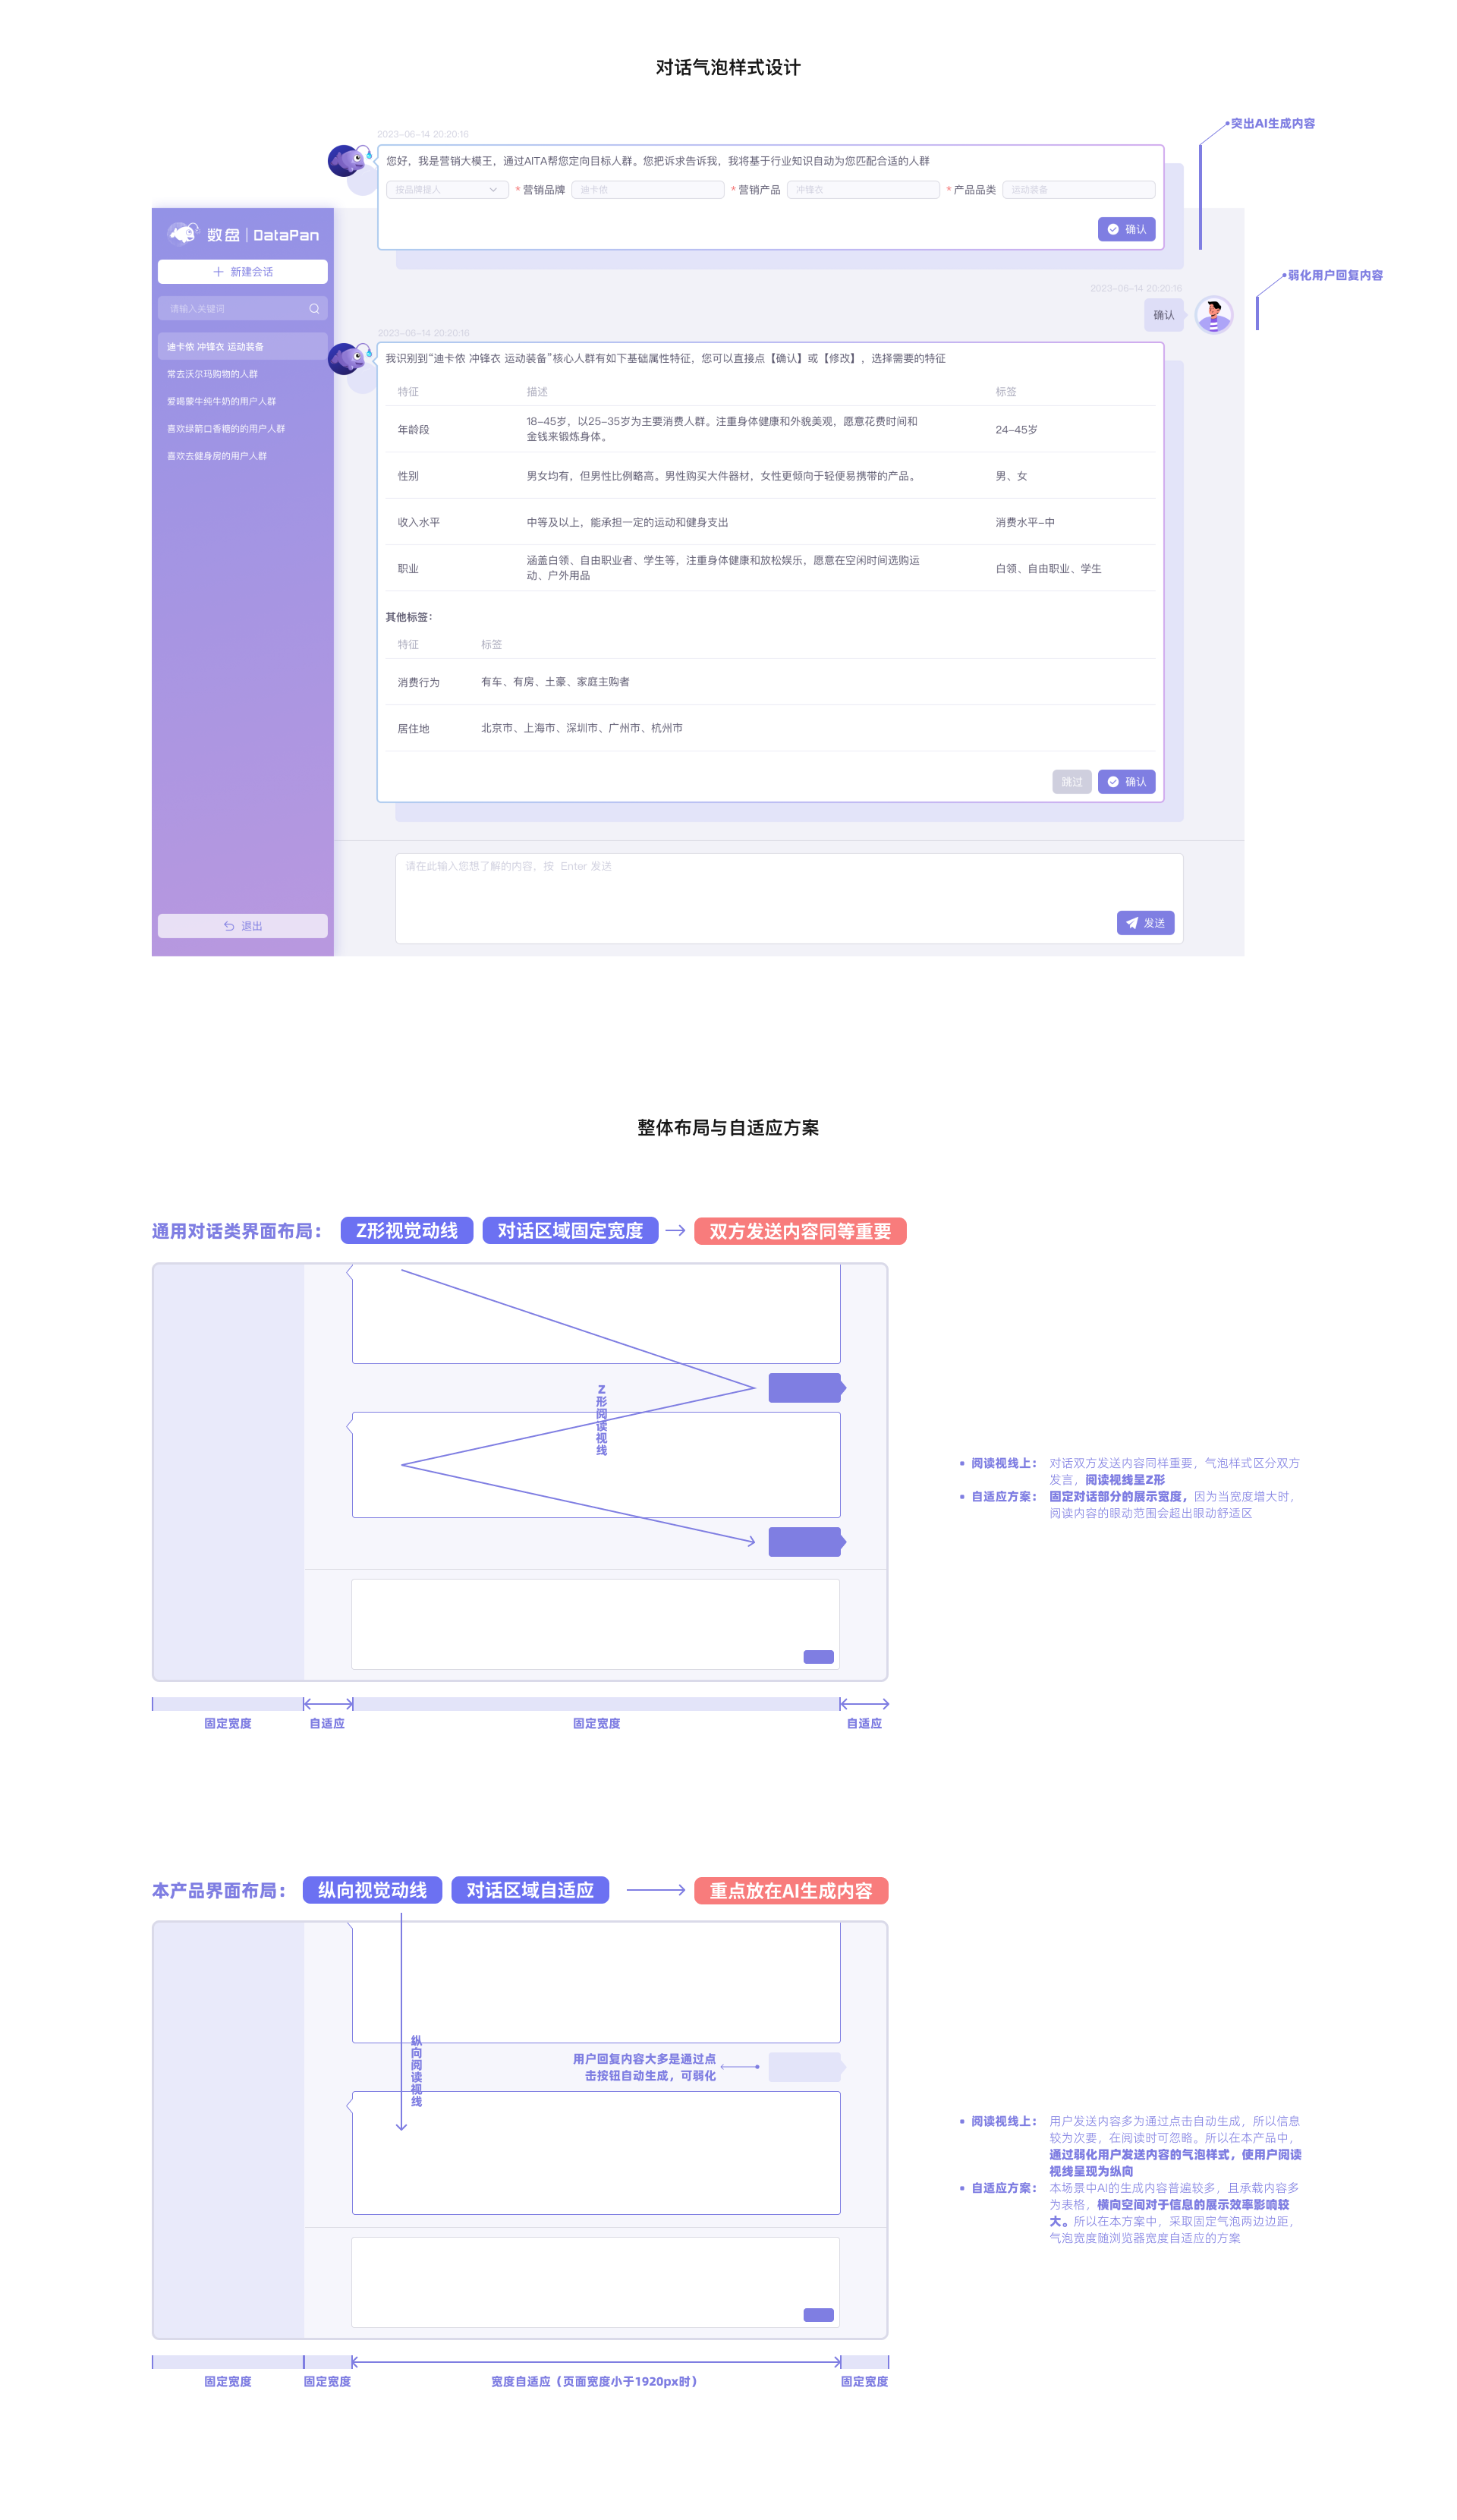 对话气泡样式设计
突出AI生成内容
2023-06-14 20:20:16
您好，我是营销大模王，通过AITA帮您定向目标人群。您把诉求告诉我，我将基于行业知识自动为您匹配合适的人群
按品牌提人 * 营销品牌 迪卡侬 * 营销产品 冲锋衣 * 产品品类 运动装备
确认
数盘 | DataPan
新建会话
请输入关键词
迪卡侬 冲锋衣 运动装备
常去沃尔玛购物的人群
爱喝蒙牛纯牛奶的用户人群
喜欢绿箭口香糖的的用户人群
喜欢去健身房的用户人群
退出
弱化用户回复内容
2023-06-14 20:20:16
确认
2023-06-14 20:20:16
我识别到“迪卡侬 冲锋衣 运动装备”核心人群有如下基础属性特征，您可以直接点【确认】或【修改】，选择需要的特征
特征 描述 标签
年龄段 18-45岁，以25-35岁为主要消费人群。注重身体健康和外貌美观，愿意花费时间和
金钱来锻炼身体。 24-45岁
性别 男女均有，但男性比例略高。男性购买大件器材，女性更倾向于轻便易携带的产品。 男、女
收入水平 中等及以上，能承担一定的运动和健身支出 消费水平-中
职业 涵盖白领、自由职业者、学生等，注重身体健康和放松娱乐，愿意在空闲时间选购运
动、户外用品 白领、自由职业、学生
其他标签：
特征 标签
消费行为 有车、有房、土豪、家庭主购者
居住地 北京市、上海市、深圳市、广州市、杭州市
跳过 确认
请在此输入您想了解的内容，按 Enter 发送
发送
整体布局与自适应方案
通用对话类界面布局： Z形视觉动线 对话区域固定宽度 双方发送内容同等重要
Z形阅读视线
阅读视线上： 对话双方发送内容同样重要，气泡样式区分双方
发言，阅读视线呈Z形
自适应方案： 固定对话部分的展示宽度，因为当宽度增大时，
阅读内容的眼动范围会超出眼动舒适区
固定宽度 自适应 固定宽度 自适应
本产品界面布局： 纵向视觉动线 对话区域自适应 重点放在AI生成内容
纵向阅读视线
用户回复内容大多是通过点
击按钮自动生成，可弱化
阅读视线上： 用户发送内容多为通过点击自动生成，所以信息
较为次要，在阅读时可忽略。所以在本产品中，
通过弱化用户发送内容的气泡样式，使用户阅读
视线呈现为纵向
自适应方案： 本场景中AI的生成内容普遍较多，且承载内容多
为表格，横向空间对于信息的展示效率影响较
大。所以在本方案中，采取固定气泡两边边距，
气泡宽度随浏览器宽度自适应的方案
固定宽度 固定宽度 宽度自适应（页面宽度小于1920px时） 固定宽度